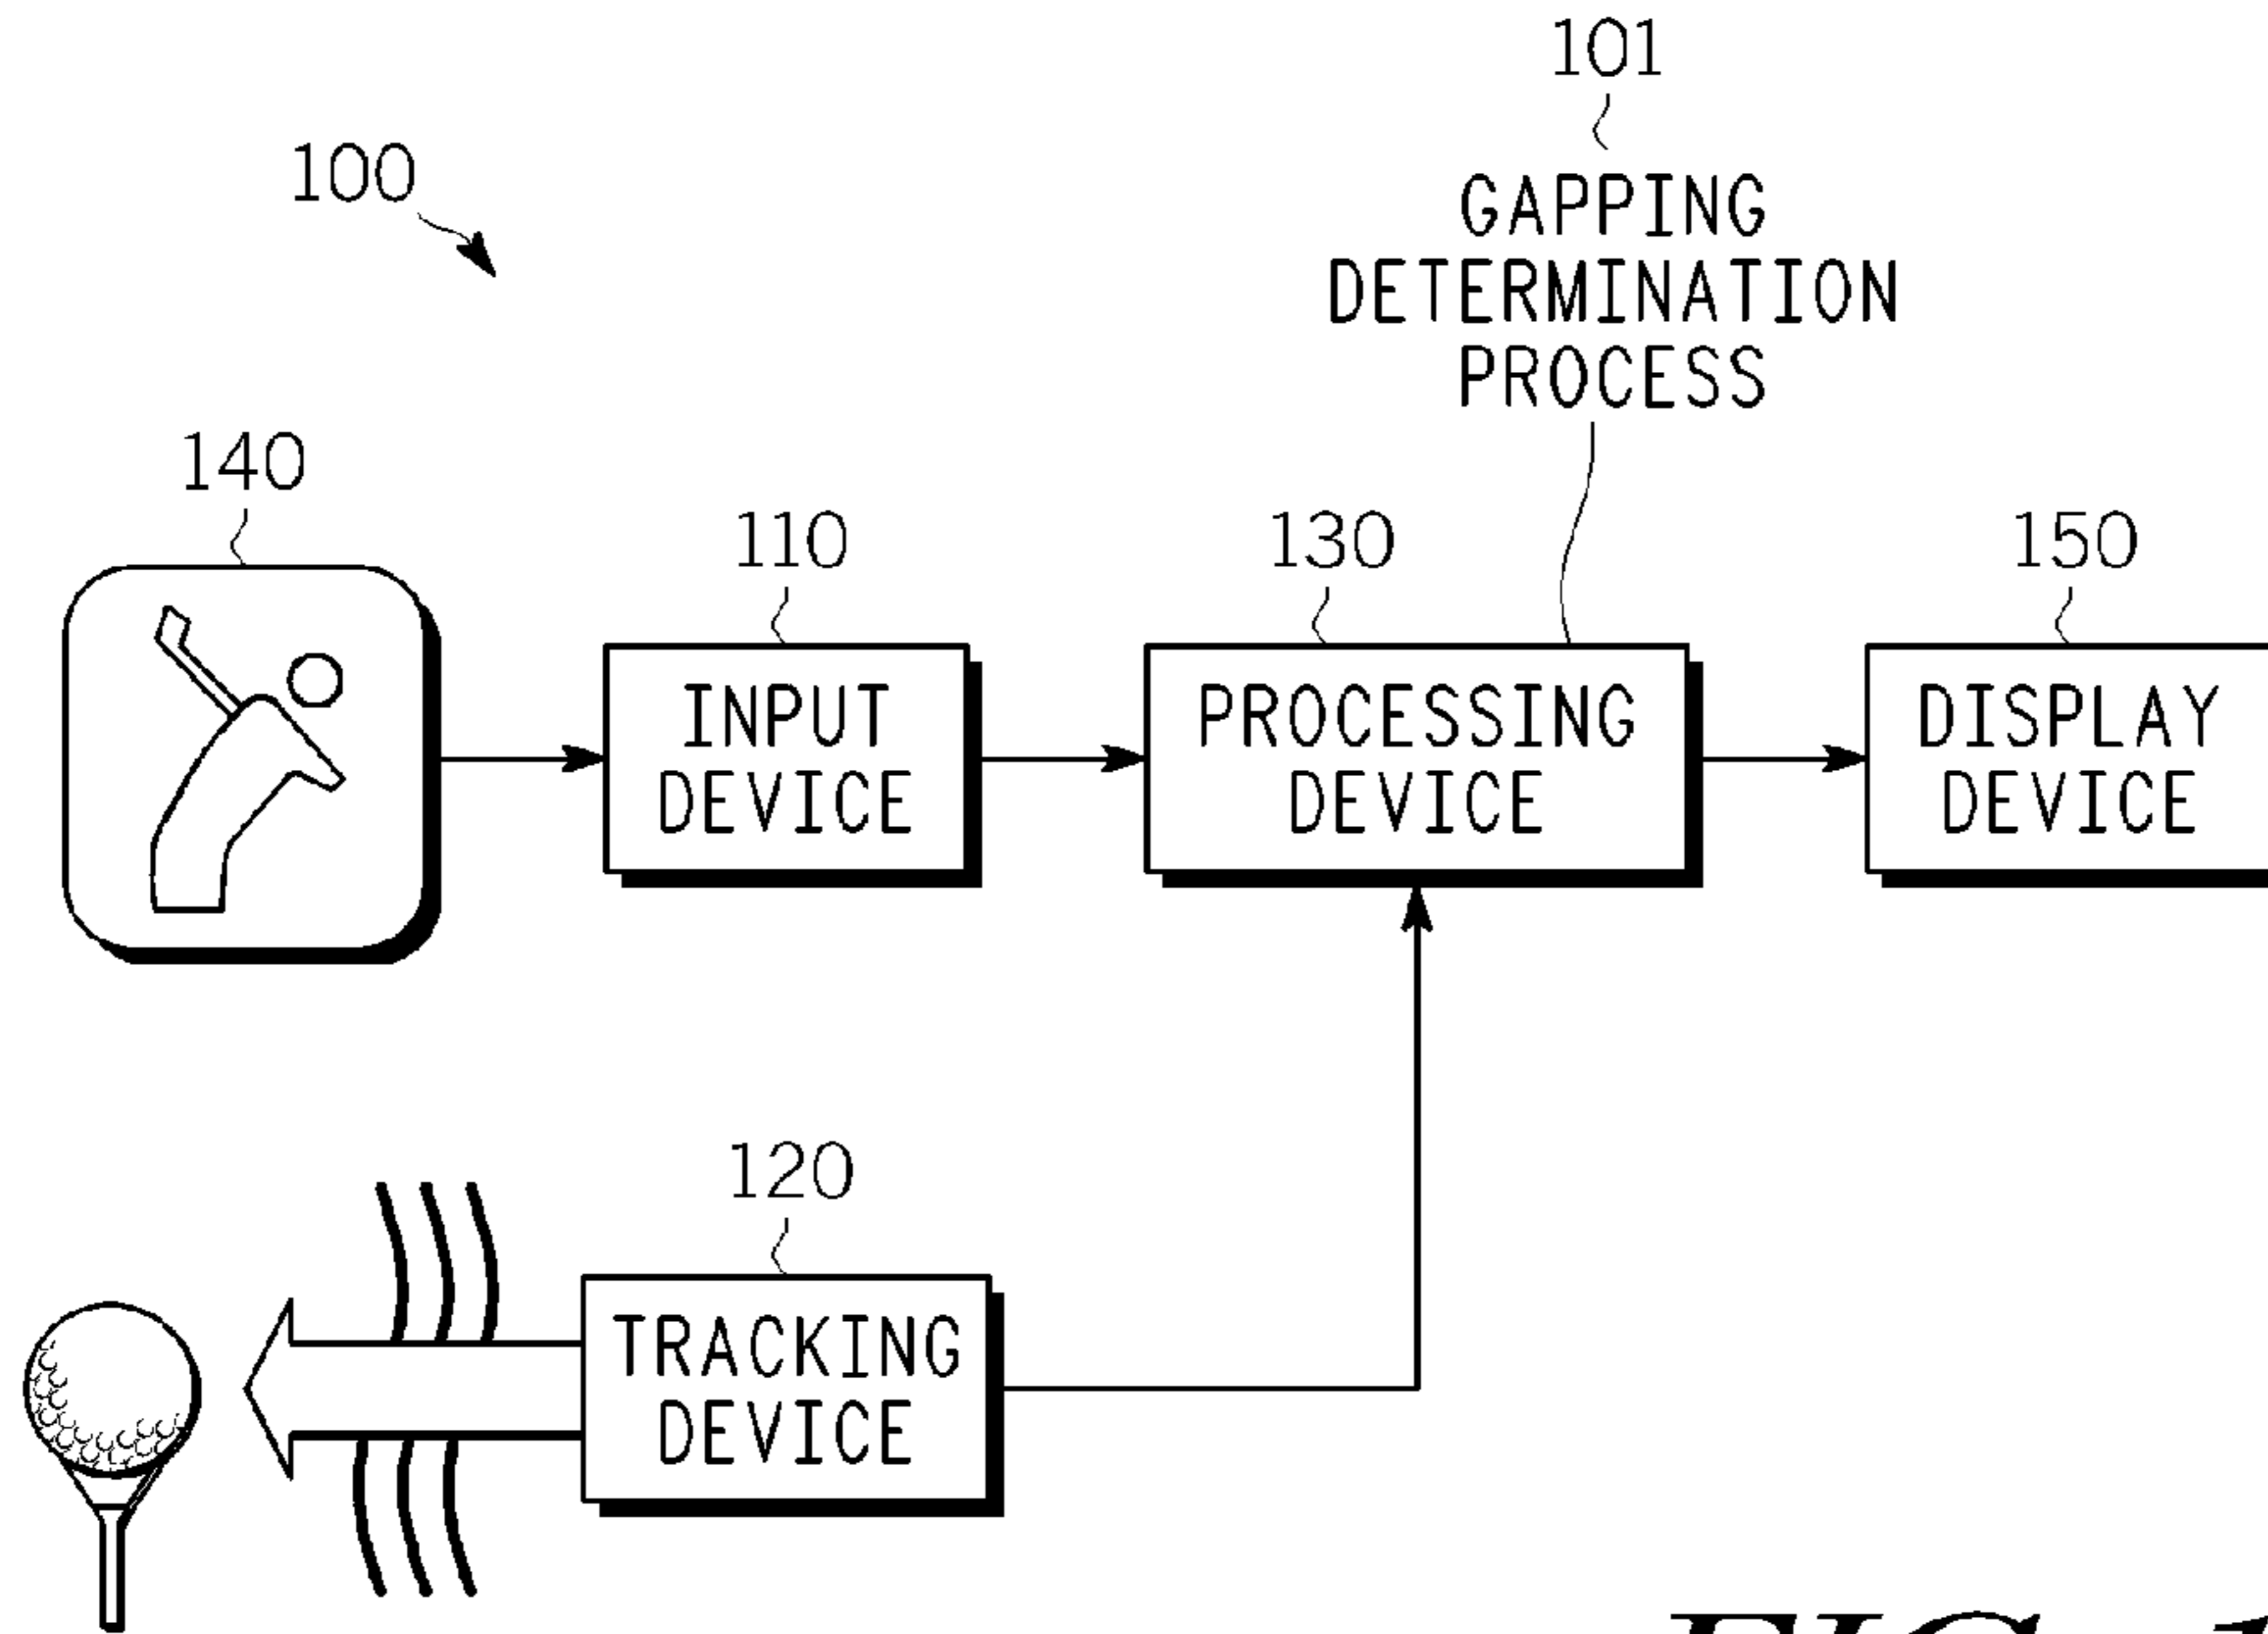 101
100
GAPPING
DETERMINATION
PROCESS
140
110
130
150
INPUT
DEVICE
PROCESSING
DEVICE
DISPLAY
DEVICE
120
TRACKING
DEVICE